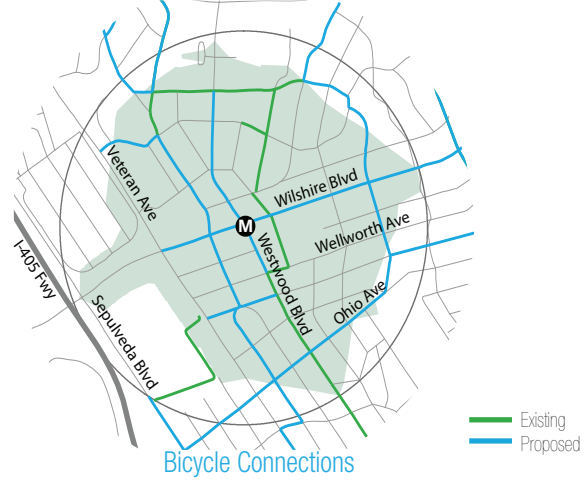 Veteran Ave
Wilshire Blvd
M
Wellworth Ave
Westwood Blvd
I-405 Fwy
Ohio Ave
Sepulveda Blvd
Existing
Proposed
Bicycle Connections